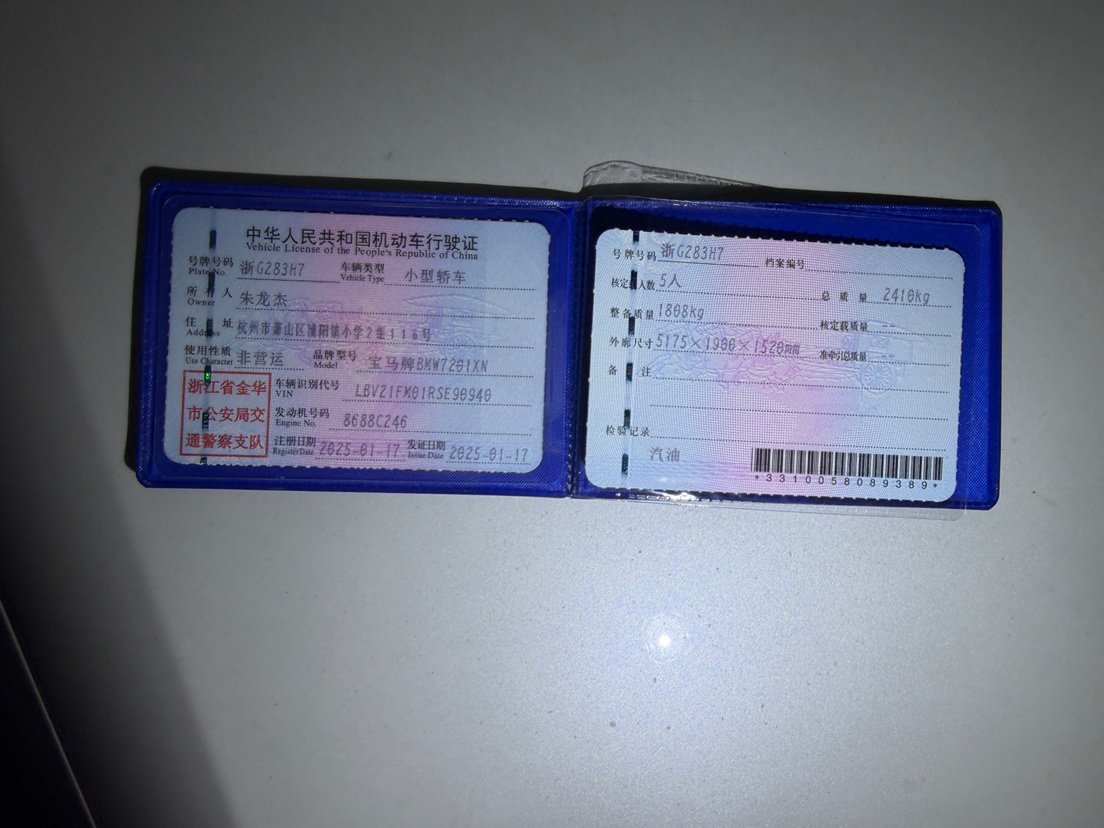 中华人民共和国机动车行驶证
Vehicle License of the People's Republic of China
号牌号码 浙G283H7 车辆类型 小型轿车
Plate No. Vehicle Type
所有人 朱龙杰
Owner
住址 杭州市萧山区浦阳镇小学2弄116号
Address
使用性质 非营运 品牌型号 宝马牌BMW7201XN
Use Character Model
浙江省金华
市公安局交
通警察支队
车辆识别代号 LBV21FM01RSE90940
VIN
发动机号码 8688C246
Engine No.
注册日期 2025-01-17 发证日期 2025-01-17
Register Date Issue Date
号牌号码 浙G283H7 档案编号
核定载人数 5人 总质量 2410kg
整备质量 1808kg 核定载质量 --
外廓尺寸 5175×1900×1520mm 准牵引总质量 --
备注
检验记录
汽油
*3310058089389*